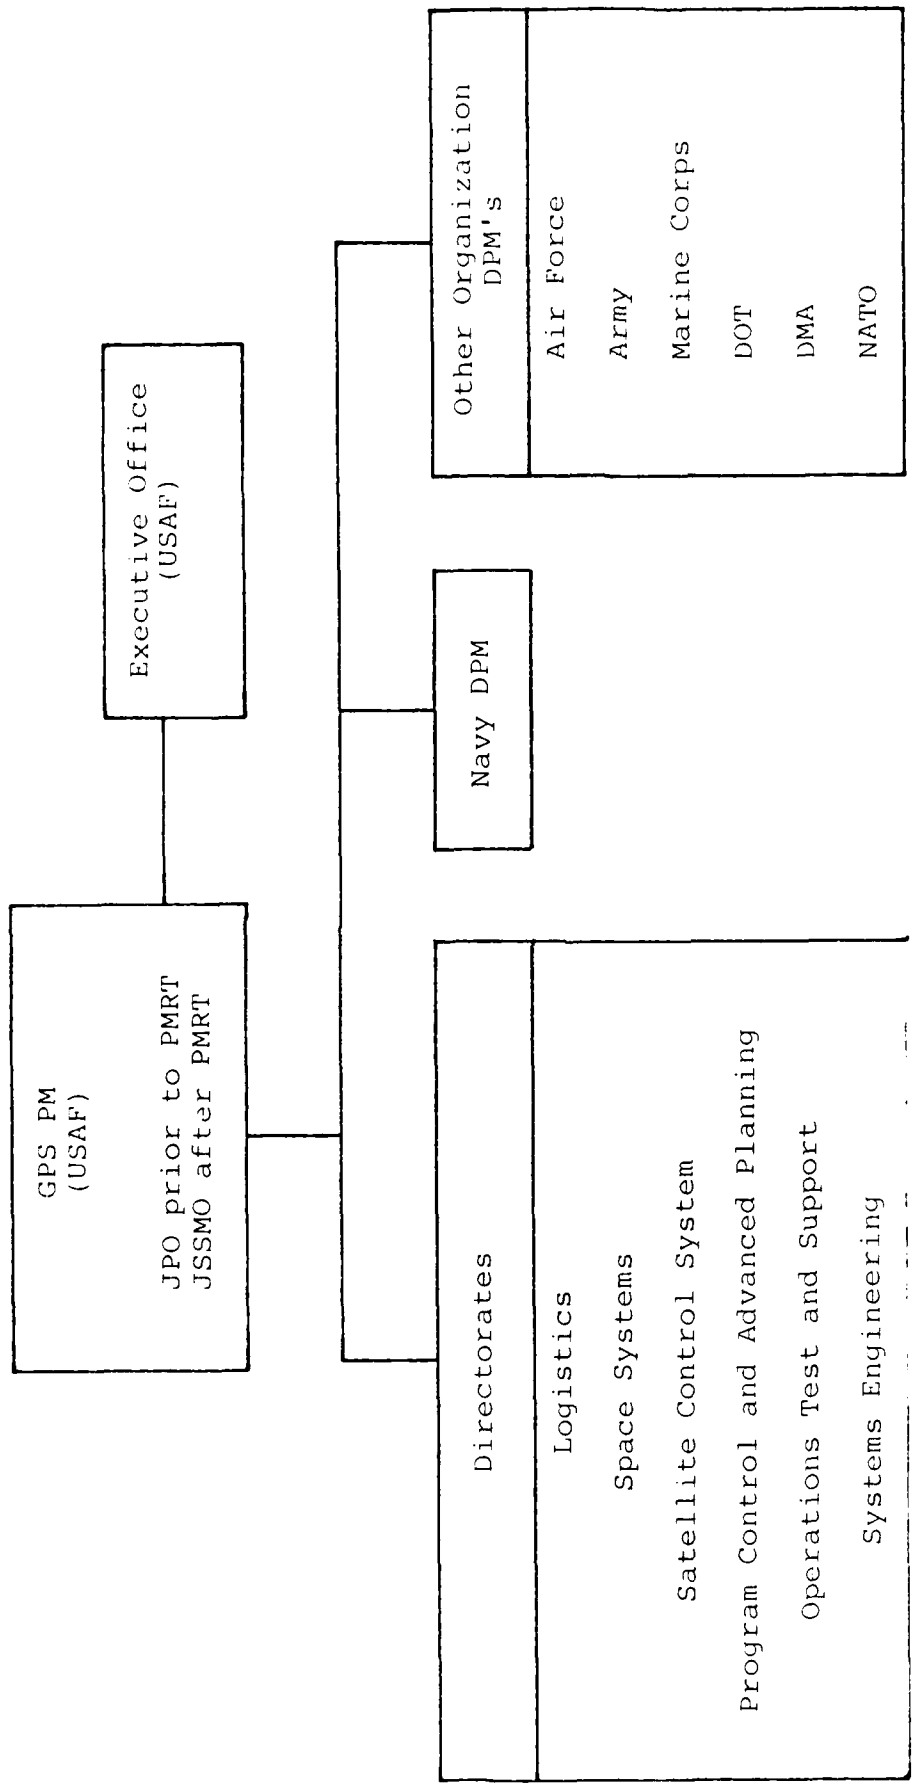 GPS PM
(USAF)
JPO prior to PMRT
JSSMO after PMRT
Executive Office
(USAF)
Directorates
Logistics
Space Systems
Satellite Control System
Program Control and Advanced Planning
Operations Test and Support
Systems Engineering
Navy DPM
Other Organization
DPM's
Air Force
Army
Marine Corps
DOT
DMA
NATO